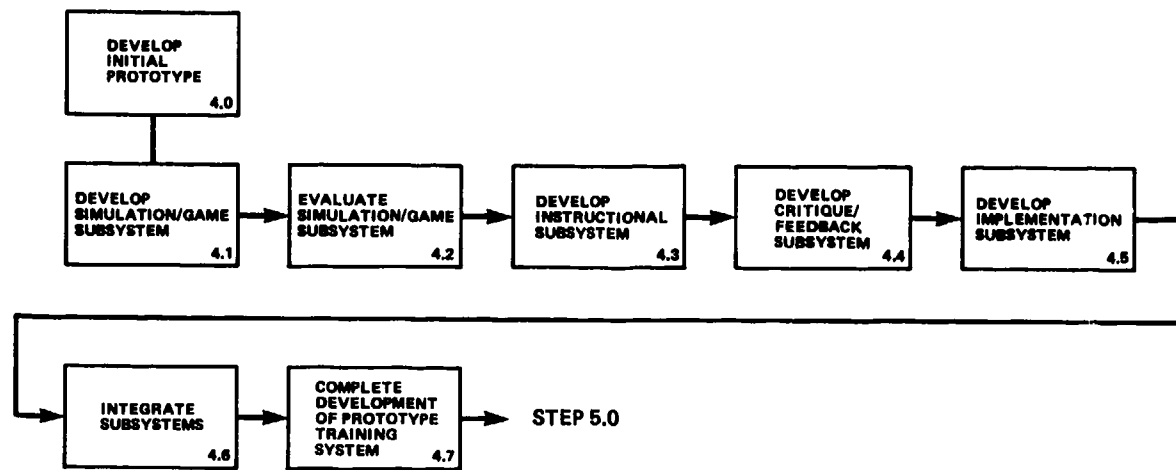 DEVELOP
INITIAL
PROTOTYPE
4.0
DEVELOP
SIMULATION/GAME
SUBSYSTEM
4.1
EVALUATE
SIMULATION/GAME
SUBSYSTEM
4.2
DEVELOP
INSTRUCTIONAL
SUBSYSTEM
4.3
DEVELOP
CRITIQUE/
FEEDBACK
SUBSYSTEM
4.4
DEVELOP
IMPLEMENTATION
SUBSYSTEM
4.5
INTEGRATE
SUBSYSTEMS
4.6
COMPLETE
DEVELOPMENT
OF PROTOTYPE
TRAINING
SYSTEM
4.7
STEP 5.0